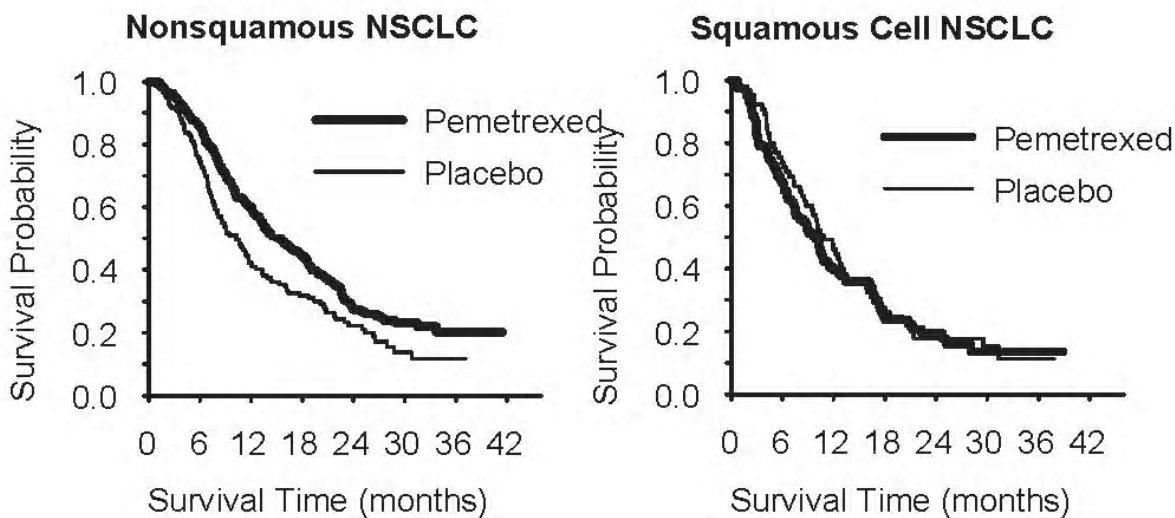 Nonsquamous NSCLC
Survival Probability
1.0
0.8
0.6
0.4
0.2
0.0
Pemetrexed
Placebo
0 6 12 18 24 30 36 42
Survival Time (months)
Squamous Cell NSCLC
Survival Probability
1.0
0.8
0.6
0.4
0.2
0.0
Pemetrexed
Placebo
0 6 12 18 24 30 36 42
Survival Time (months)